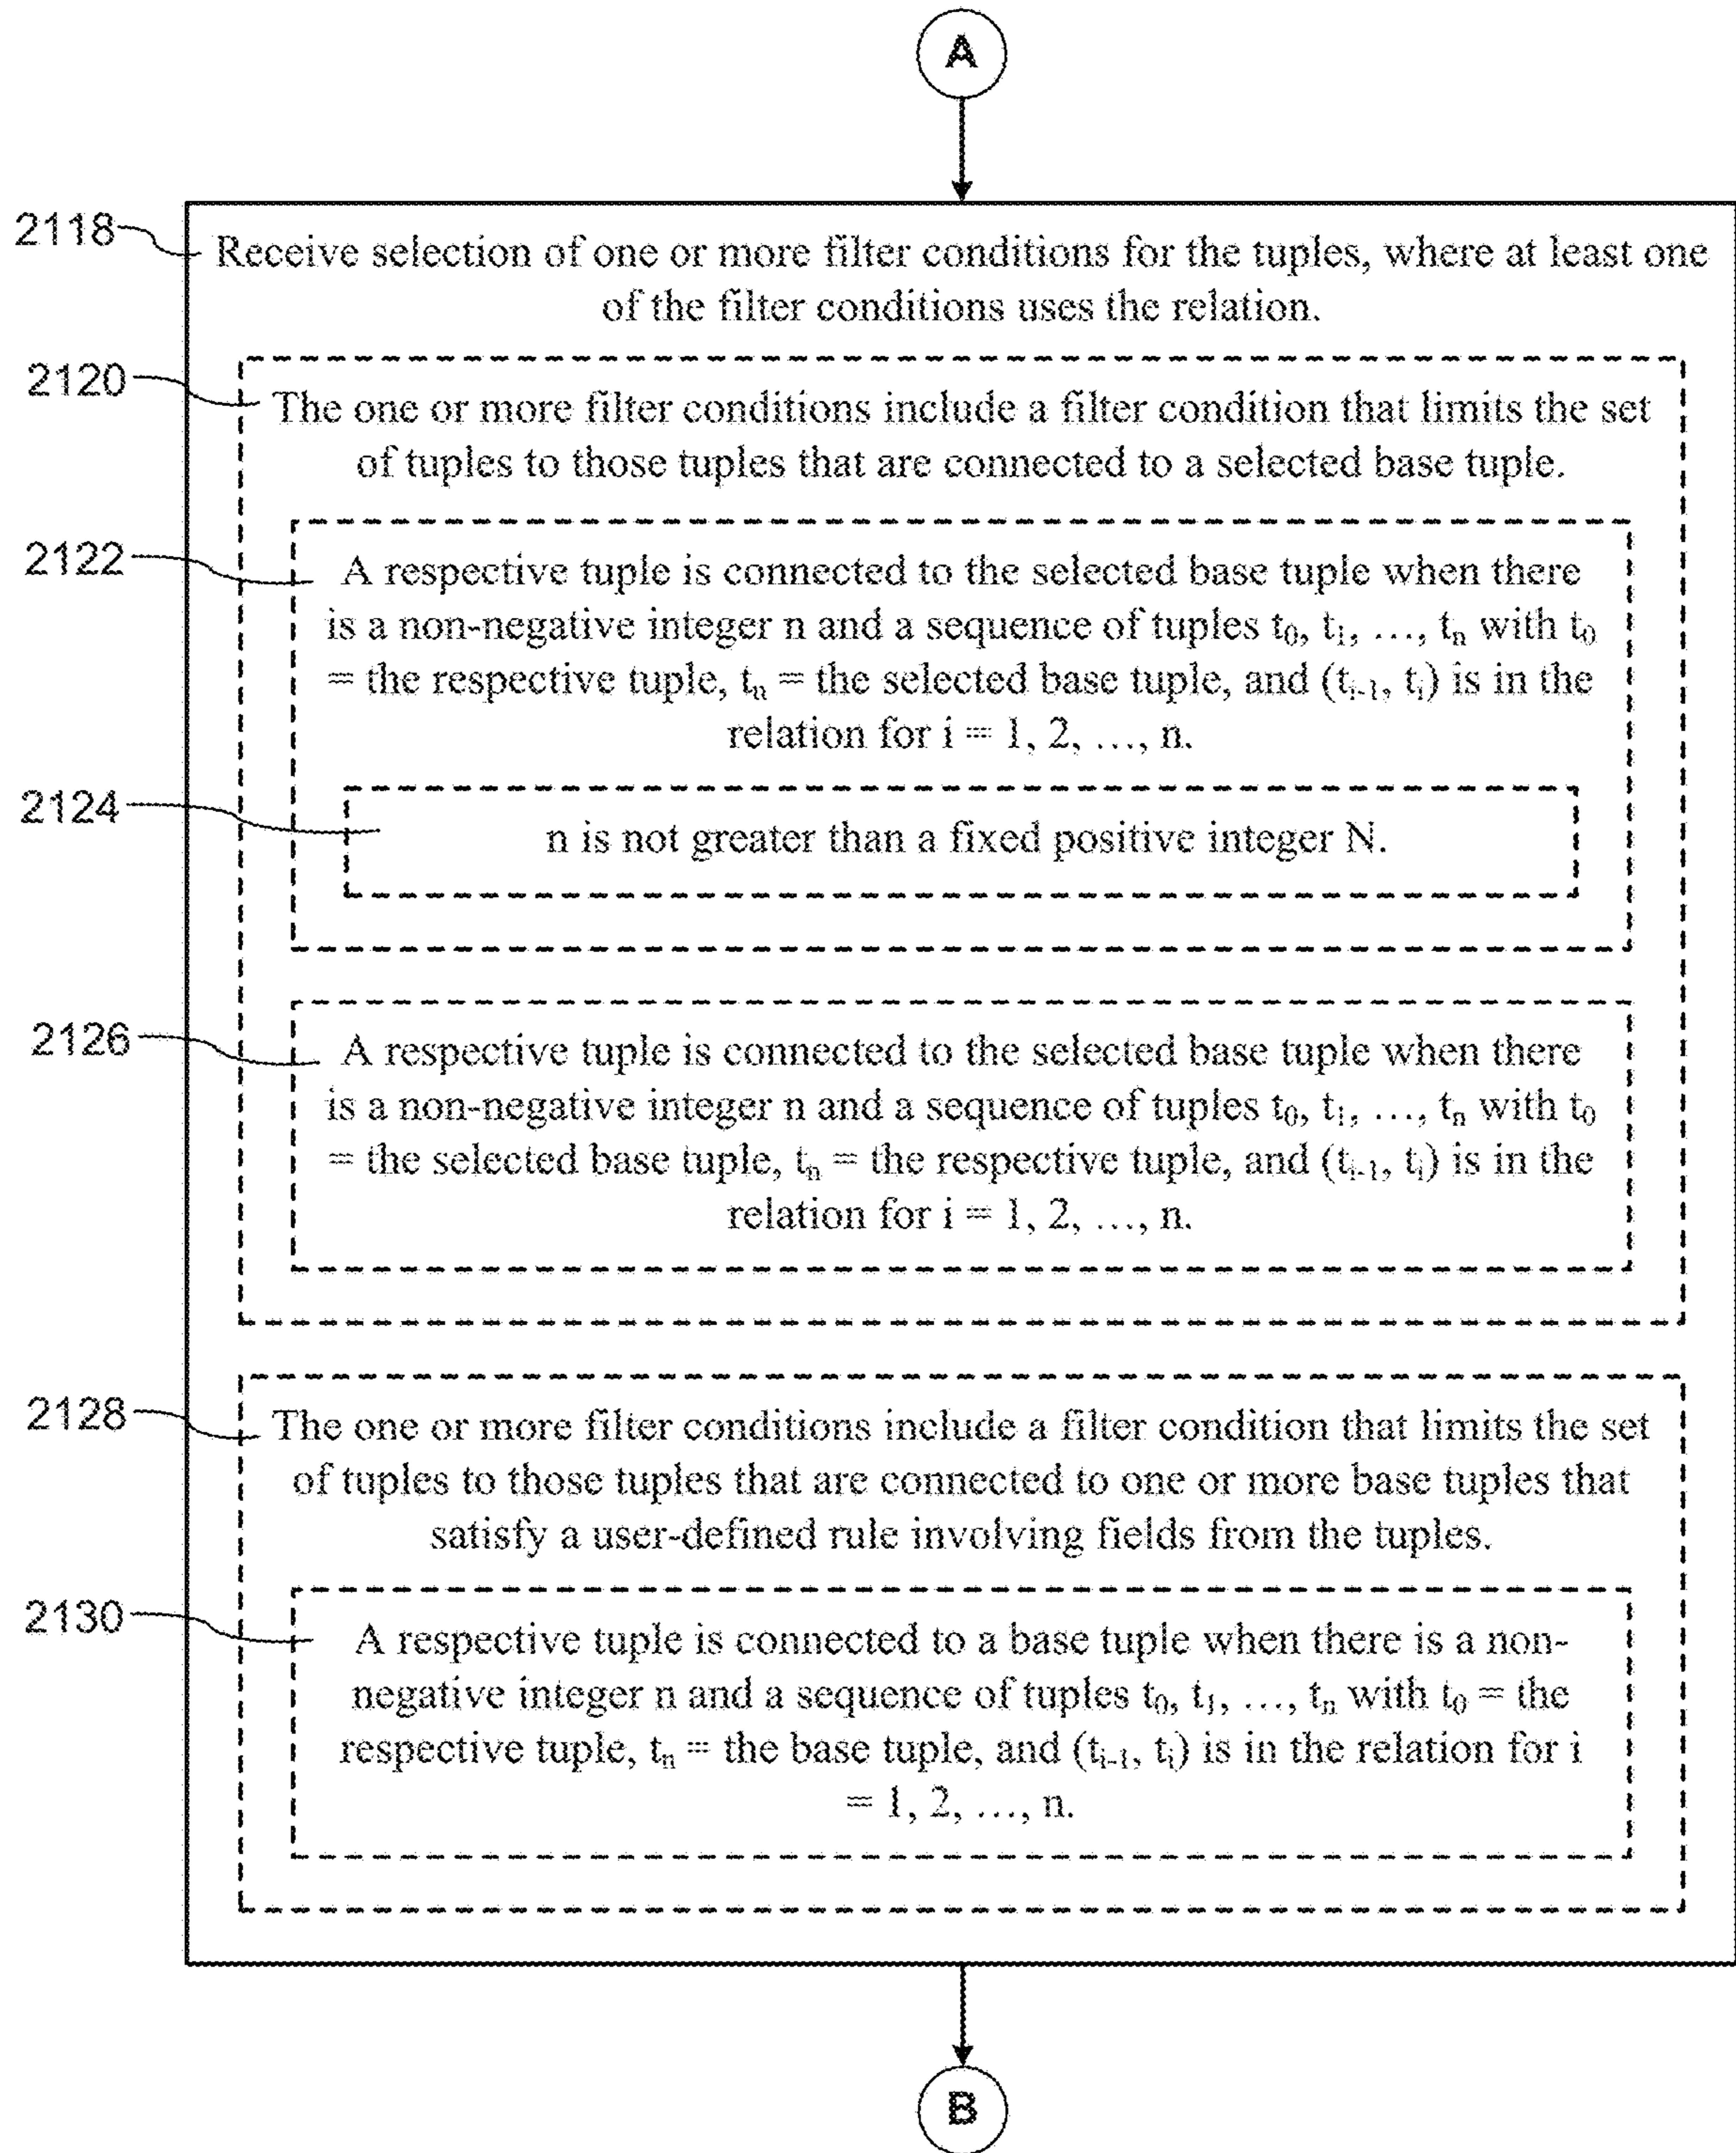 A
2118
Receive selection of one or more filter conditions for the tuples, where at least one
of the filter conditions uses the relation.
2120
The one or more filter conditions include a filter condition that limits the set
of tuples to those tuples that are connected to a selected base tuple.
2122
A respective tuple is connected to the selected base tuple when there
is a non-negative integer n and a sequence of tuples t₀, t₁, …, tₙ with t₀
= the respective tuple, tₙ = the selected base tuple, and (tᵢ₋₁, tᵢ) is in the
relation for i = 1, 2, …, n.
2124
n is not greater than a fixed positive integer N.
2126
A respective tuple is connected to the selected base tuple when there
is a non-negative integer n and a sequence of tuples t₀, t₁, …, tₙ with t₀
= the selected base tuple, tₙ = the respective tuple, and (tᵢ₋₁, tᵢ) is in the
relation for i = 1, 2, …, n.
2128
The one or more filter conditions include a filter condition that limits the set
of tuples to those tuples that are connected to one or more base tuples that
satisfy a user-defined rule involving fields from the tuples.
2130
A respective tuple is connected to a base tuple when there is a non-
negative integer n and a sequence of tuples t₀, t₁, …, tₙ with t₀ = the
respective tuple, tₙ = the base tuple, and (tᵢ₋₁, tᵢ) is in the relation for i
= 1, 2, …, n.
B